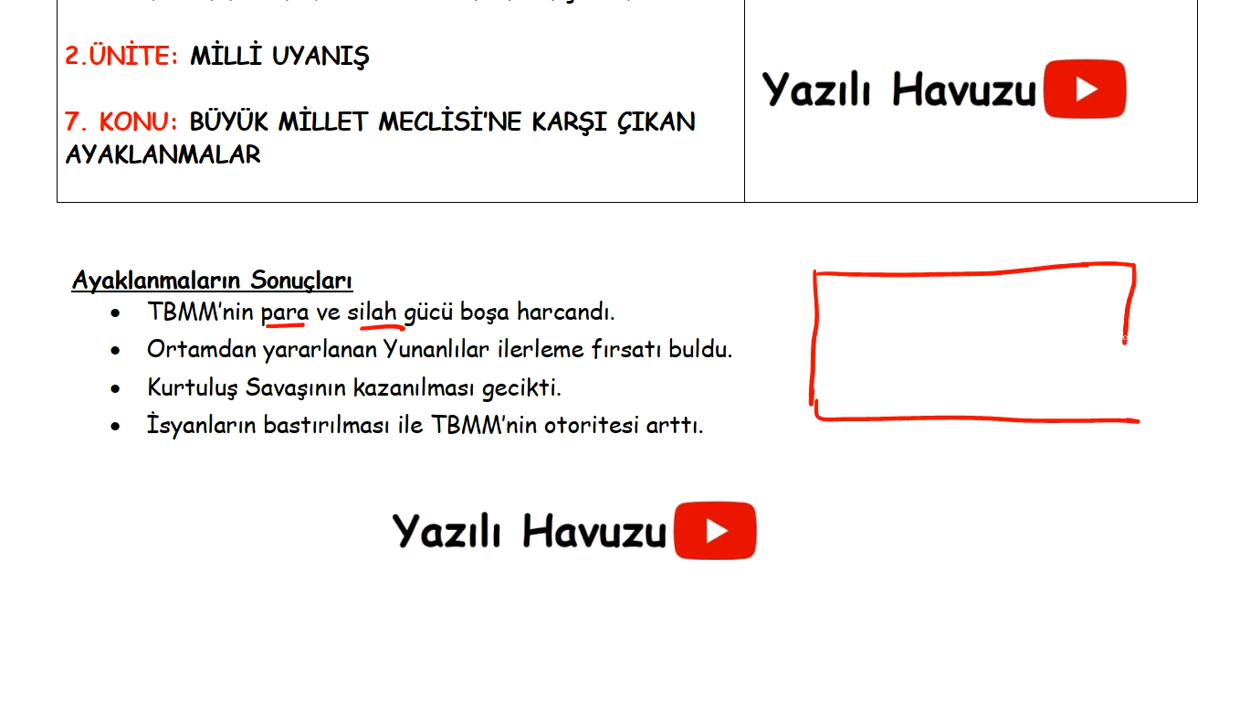 2.ÜNİTE: MİLLİ UYANIŞ
Yazılı Havuzu
7. KONU: BÜYÜK MİLLET MECLİSİ'NE KARŞI ÇIKAN
AYAKLANMALAR
Ayaklanmaların Sonuçları
• TBMM'nin para ve silah gücü boşa harcandı.
• Ortamdan yararlanan Yunanlılar ilerleme fırsatı buldu.
• Kurtuluş Savaşının kazanılması gecikti.
• İsyanların bastırılması ile TBMM'nin otoritesi arttı.
Yazılı Havuzu